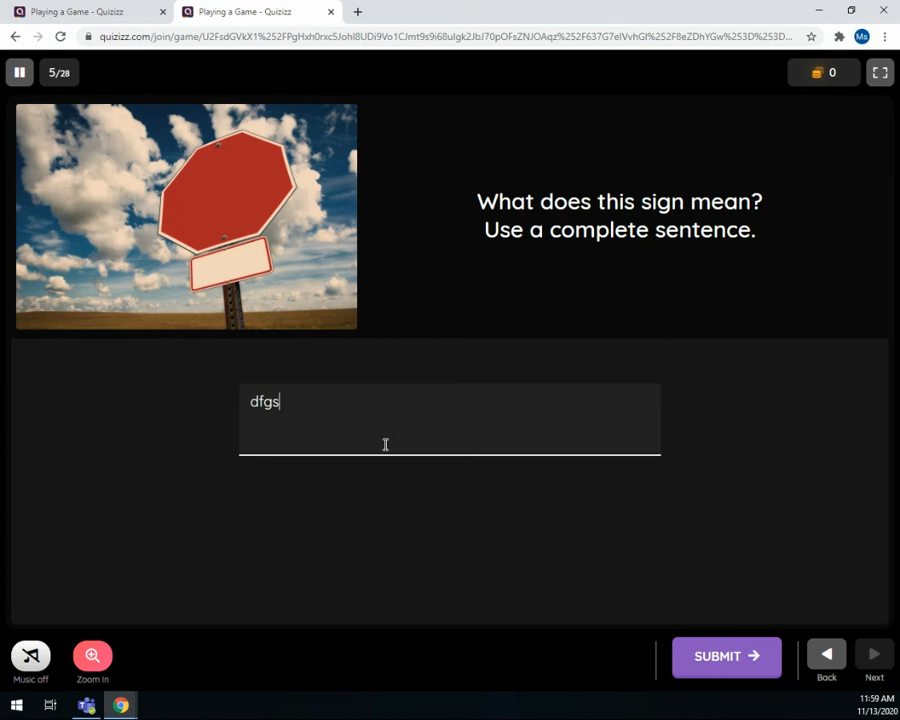 Playing a Game - Quizizz
Playing a Game - Quizizz
Ms
5/28
0
What does this sign mean?
Use a complete sentence.
dfgs
Music off
Zoom In
SUBMIT
Back
Next
11:59 AM
11/13/2020